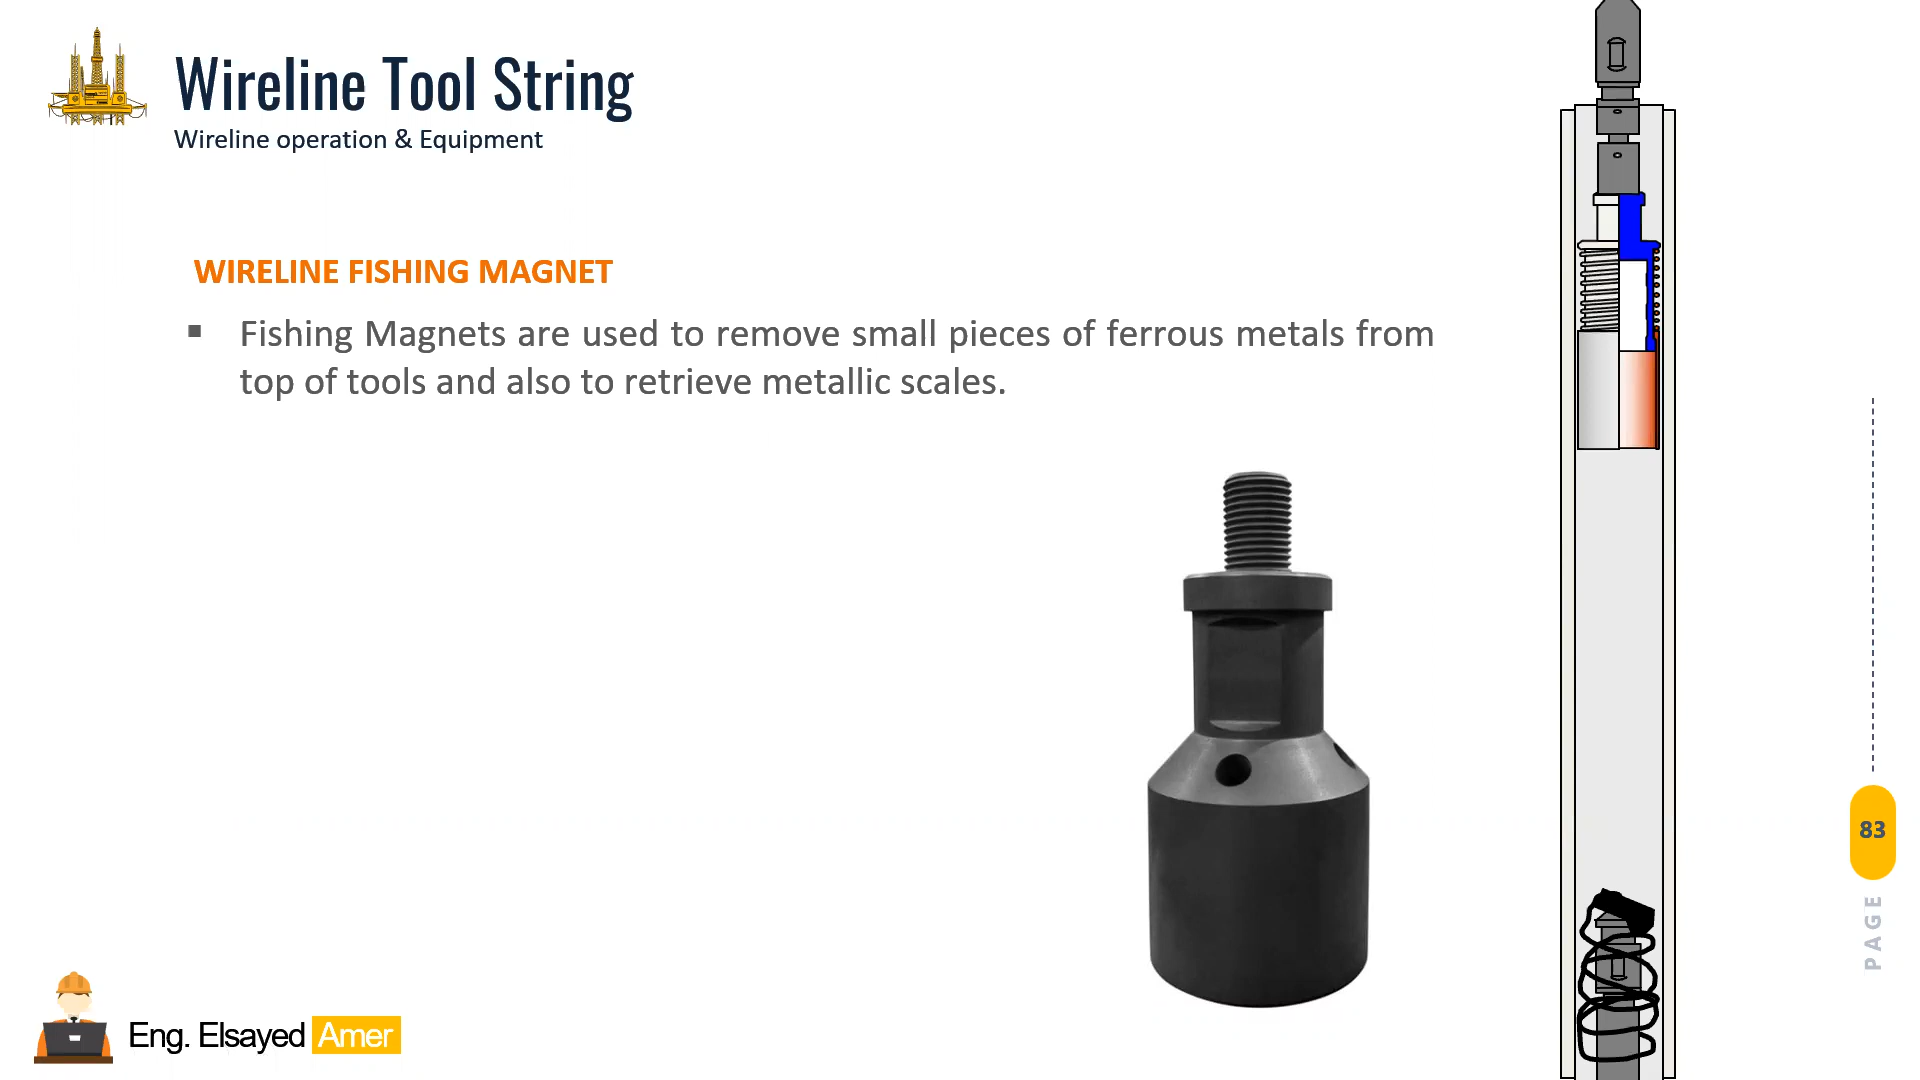 Wireline Tool String
Wireline operation & Equipment
WIRELINE FISHING MAGNET
▪ Fishing Magnets are used to remove small pieces of ferrous metals from
top of tools and also to retrieve metallic scales.
83
PAGE
Eng. Elsayed Amer